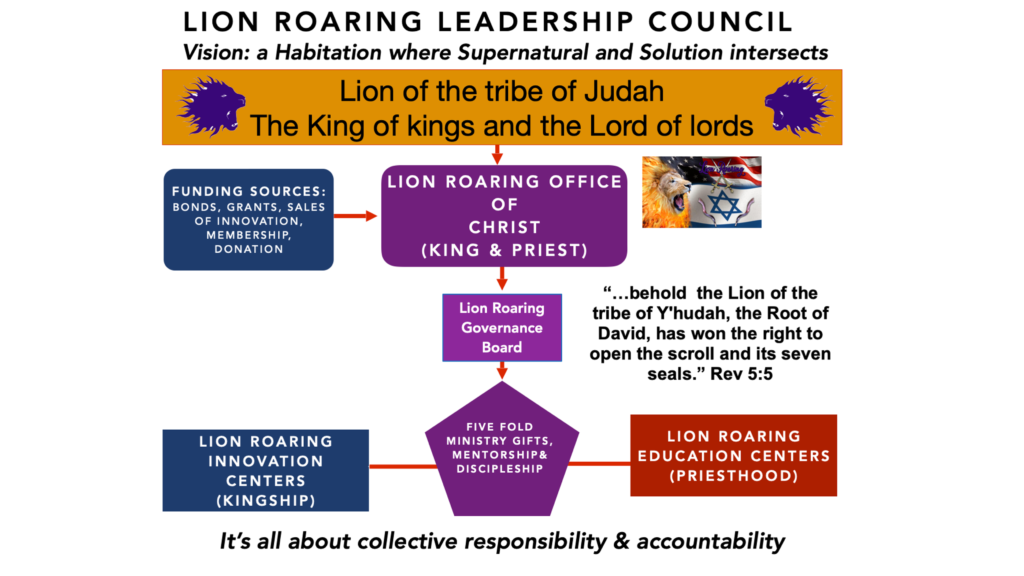 LION ROARING LEADERSHIP COUNCIL
Vision: a Habitation where Supernatural and Solution intersects
Lion of the tribe of Judah
The King of kings and the Lord of lords
FUNDING SOURCES:
BONDS, GRANTS, SALES
OF INNOVATION,
MEMBERSHIP,
DONATION
LION ROARING OFFICE
OF
CHRIST
(KING & PRIEST)
Lion Roaring
Governance
Board
“…behold the Lion of the
tribe of Y'hudah, the Root of
David, has won the right to
open the scroll and its seven
seals.” Rev 5:5
FIVE FOLD
MINISTRY GIFTS,
MENTORSHIP&
DISCIPLESHIP
LION ROARING
INNOVATION
CENTERS
(KINGSHIP)
LION ROARING
EDUCATION CENTERS
(PRIESTHOOD)
It’s all about collective responsibility & accountability